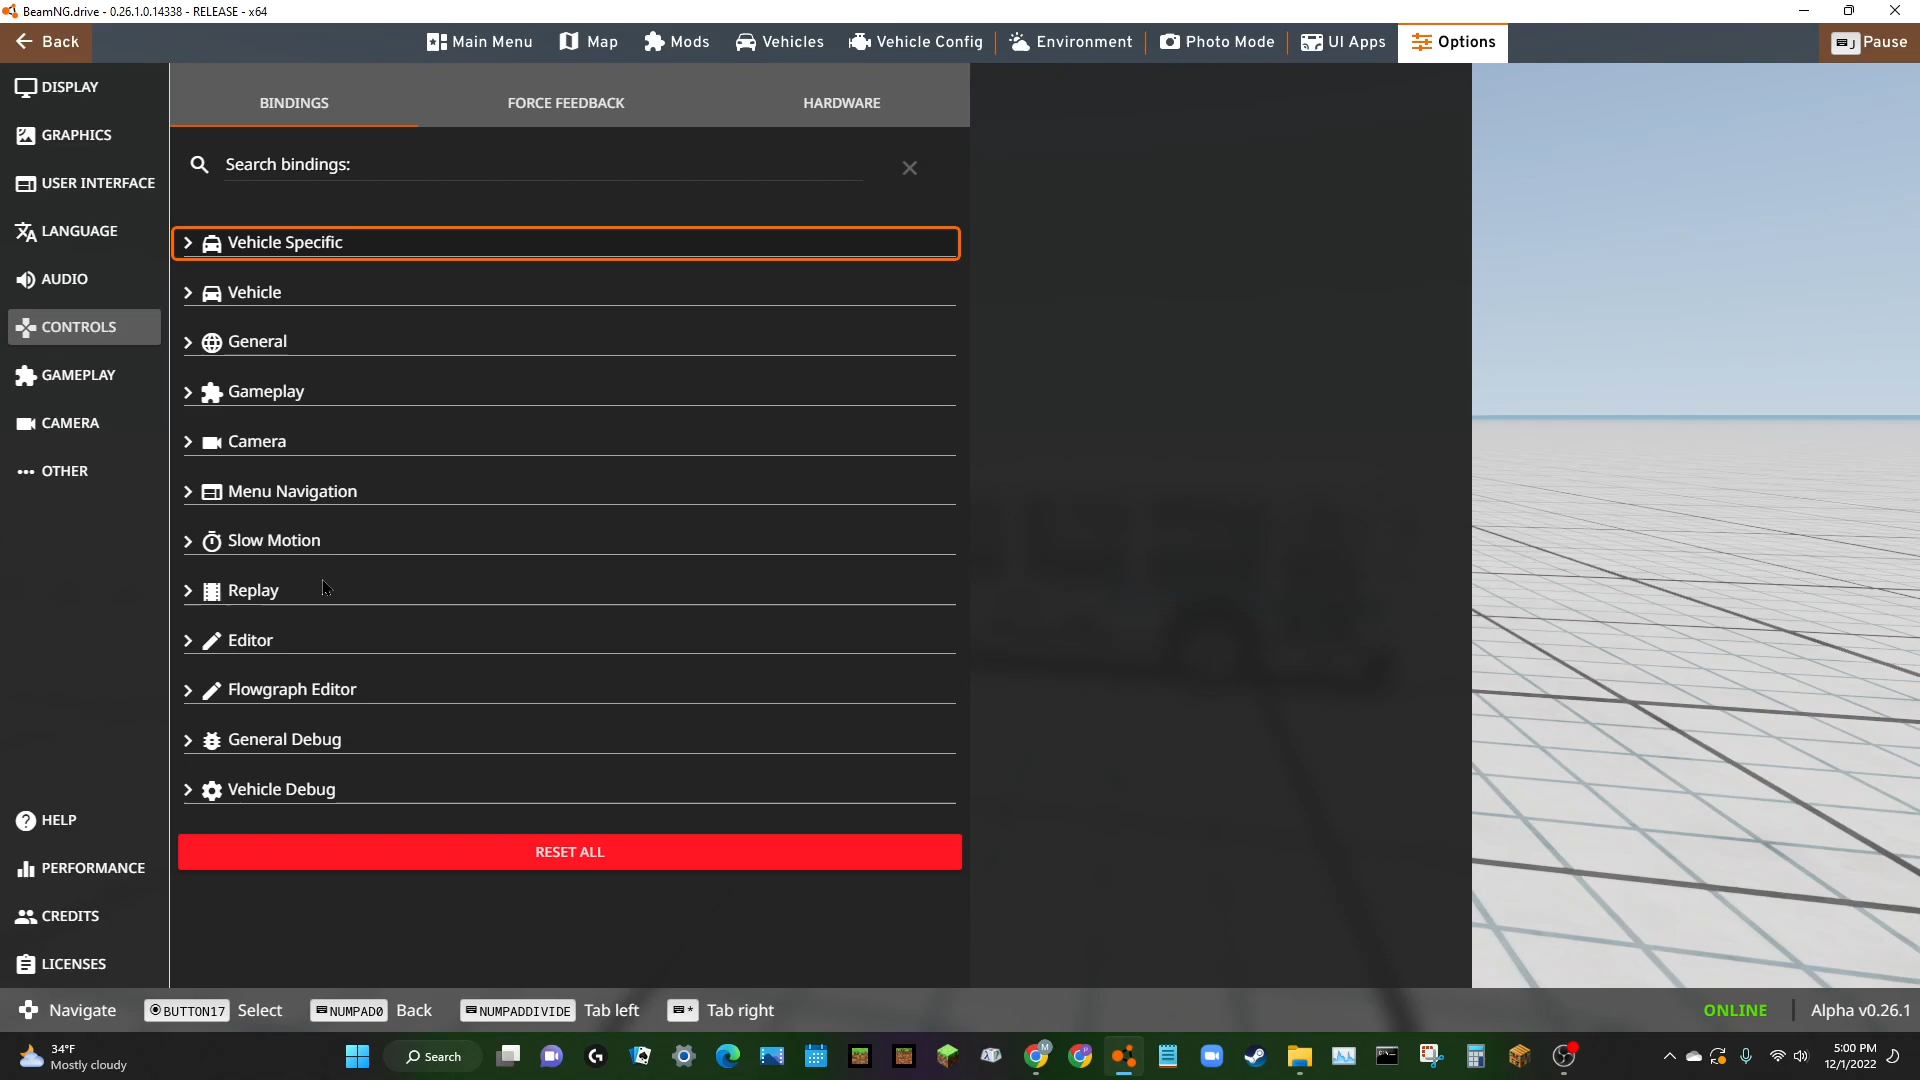 BeamNG.drive - 0.26.1.0.14338 - RELEASE - x64
Back
Main Menu
Map
Mods
Vehicles
Vehicle Config
Environment
Photo Mode
UI Apps
Options
J Pause
DISPLAY
GRAPHICS
USER INTERFACE
LANGUAGE
AUDIO
CONTROLS
GAMEPLAY
CAMERA
OTHER
HELP
PERFORMANCE
CREDITS
LICENSES
BINDINGS
FORCE FEEDBACK
HARDWARE
Search bindings:
Vehicle Specific
Vehicle
General
Gameplay
Camera
Menu Navigation
Slow Motion
Replay
Editor
Flowgraph Editor
General Debug
Vehicle Debug
RESET ALL
Navigate
BUTTON17 Select
NUMPAD0 Back
NUMPADDIVIDE Tab left
* Tab right
ONLINE
Alpha v0.26.1
34°F
Mostly cloudy
Search
M
5:00 PM
12/1/2022